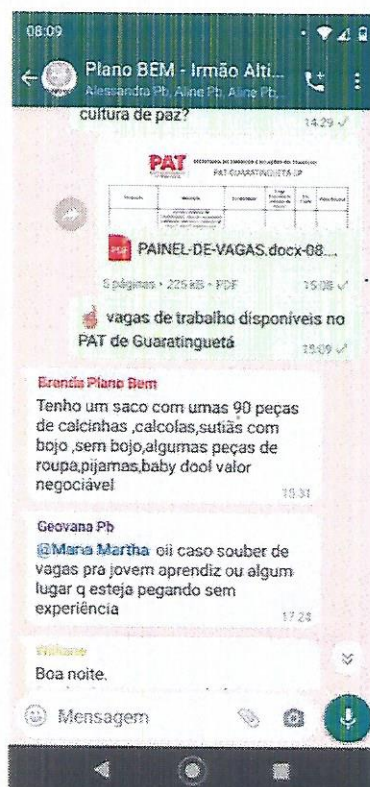 08:09
Plano BEM - Irmão Alti...
Alessandra Pb, Aline Pb, Aline Pb,
cultura de paz?
14:29
PAT
PAT GUARATINGUETÁ SP
PDF
PAINEL-DE-VAGAS.docx-08...
5 páginas • 225 kB • PDF
15:08
vagas de trabalho disponíveis no
PAT de Guaratinguetá
15:09
Brenda Plano Bem
Tenho um saco com umas 90 peças
de calcinhas ,calcolas,sutiãs com
bojo ,sem bojo,algumas peças de
roupa,pijamas,baby dool valor
negociável
15:31
Geovana Pb
@Maria Martha oii caso souber de
vagas pra jovem aprendiz ou algum
lugar q esteja pegando sem
experiência
17:28
Boa noite.
Mensagem